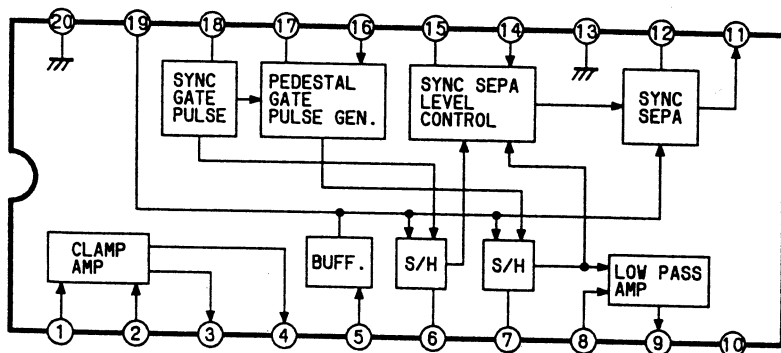 20 19 18 17 16 15 14 13 12 11
SYNC
GATE
PULSE
PEDESTAL
GATE
PULSE GEN.
SYNC SEPA
LEVEL
CONTROL
SYNC
SEPA
CLAMP
AMP
BUFF.
S/H
S/H
LOW PASS
AMP
1 2 3 4 5 6 7 8 9 10